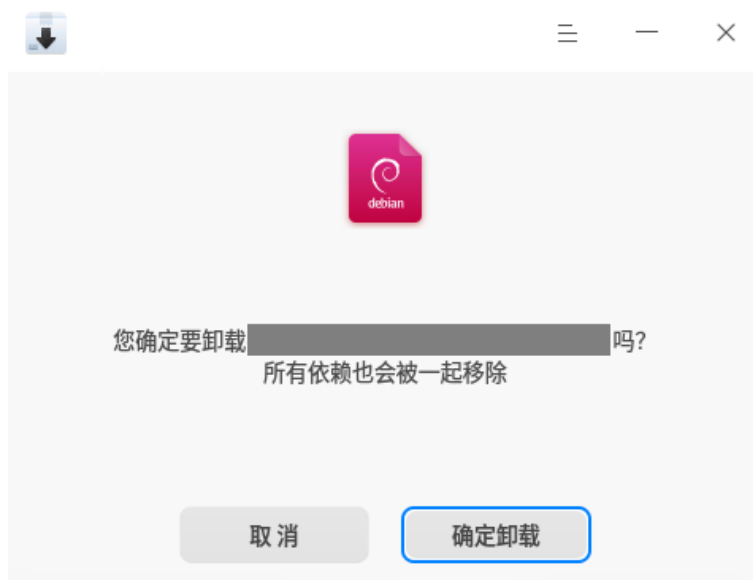 debian
您确定要卸载吗?
所有依赖也会被一起移除
取 消
确定卸载